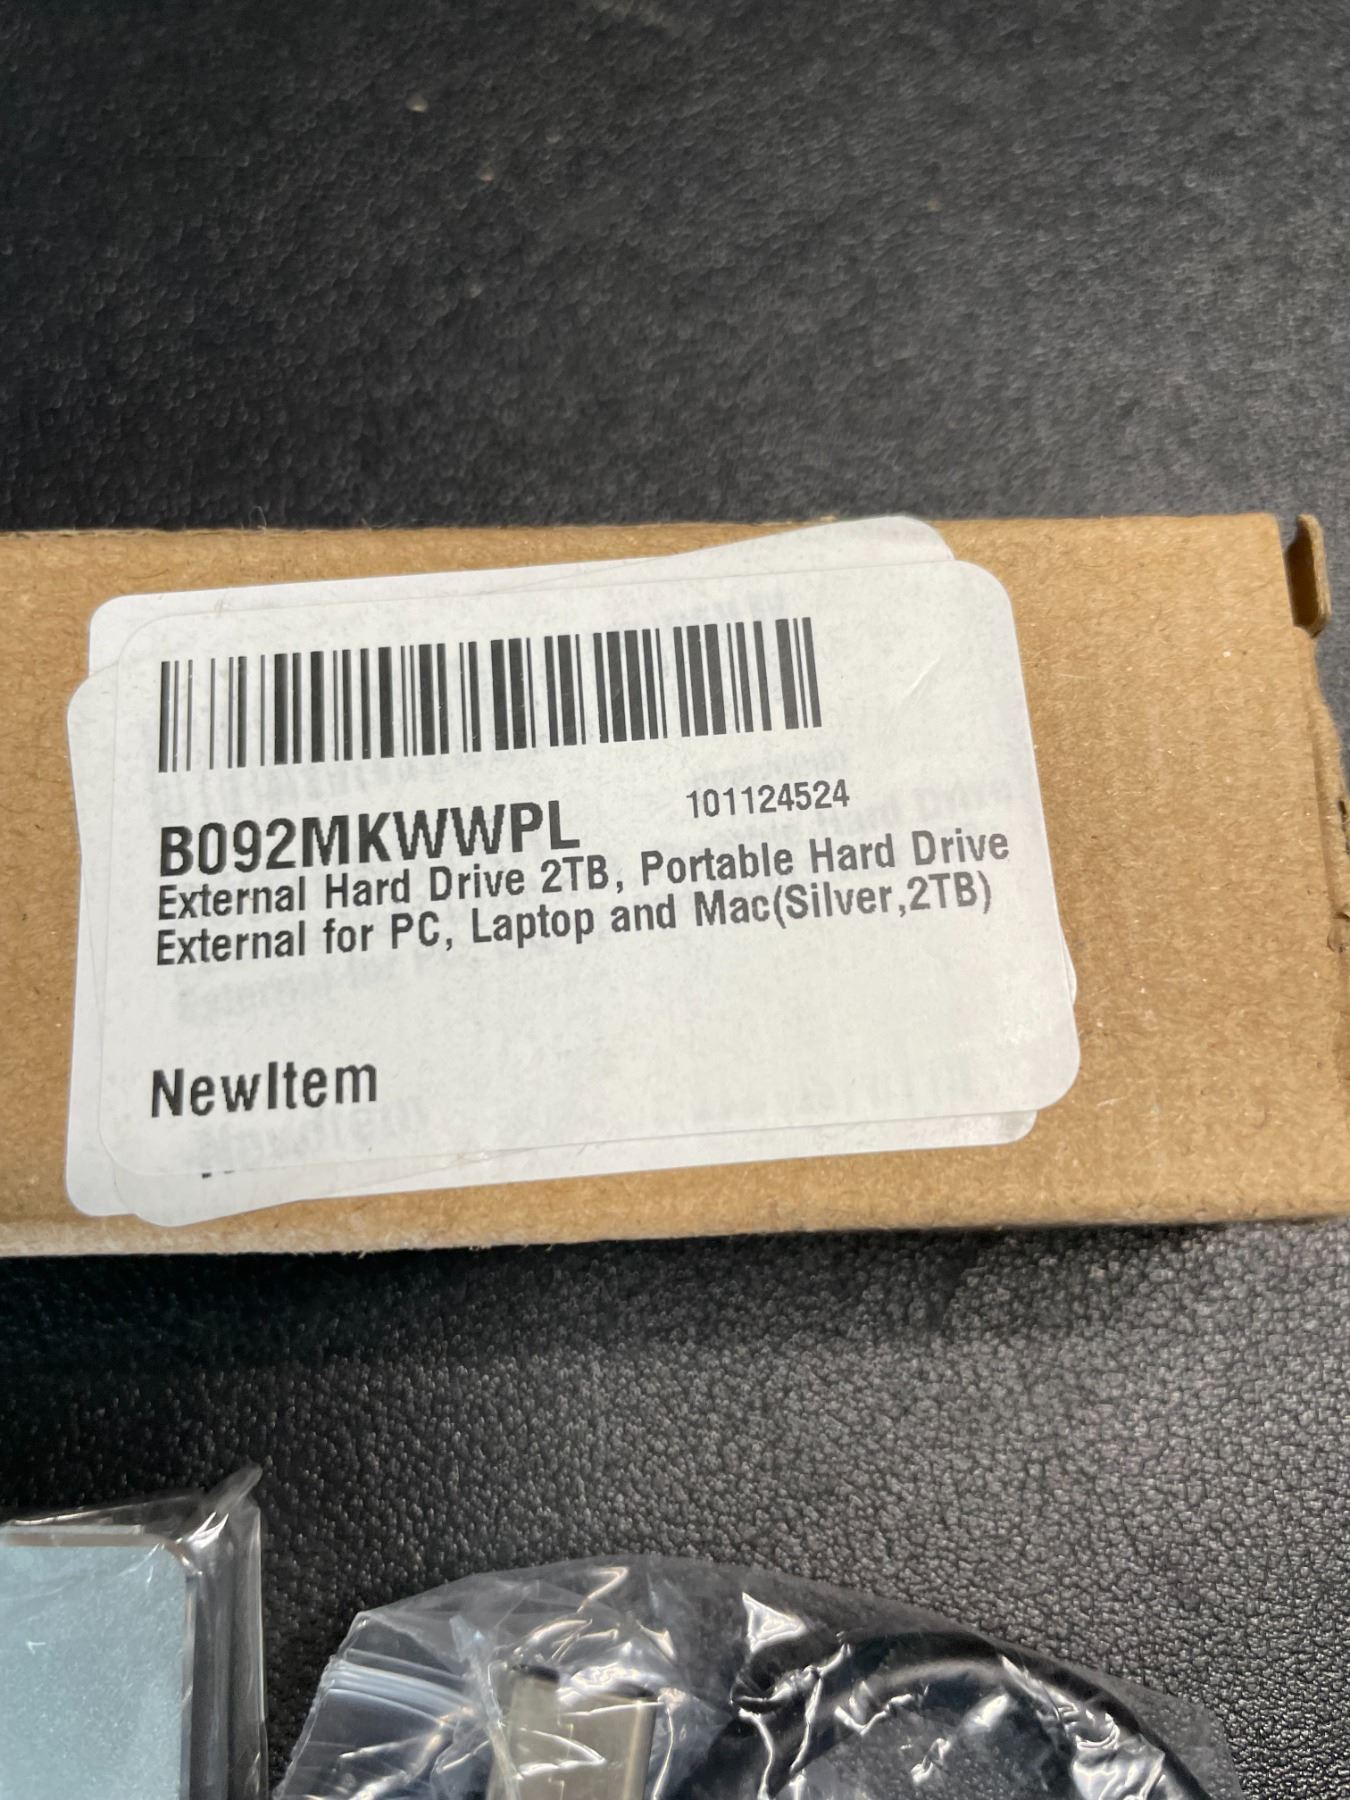 101124524
B092MKWWPL
External Hard Drive 2TB, Portable Hard Drive
External for PC, Laptop and Mac(Silver,2TB)
NewItem